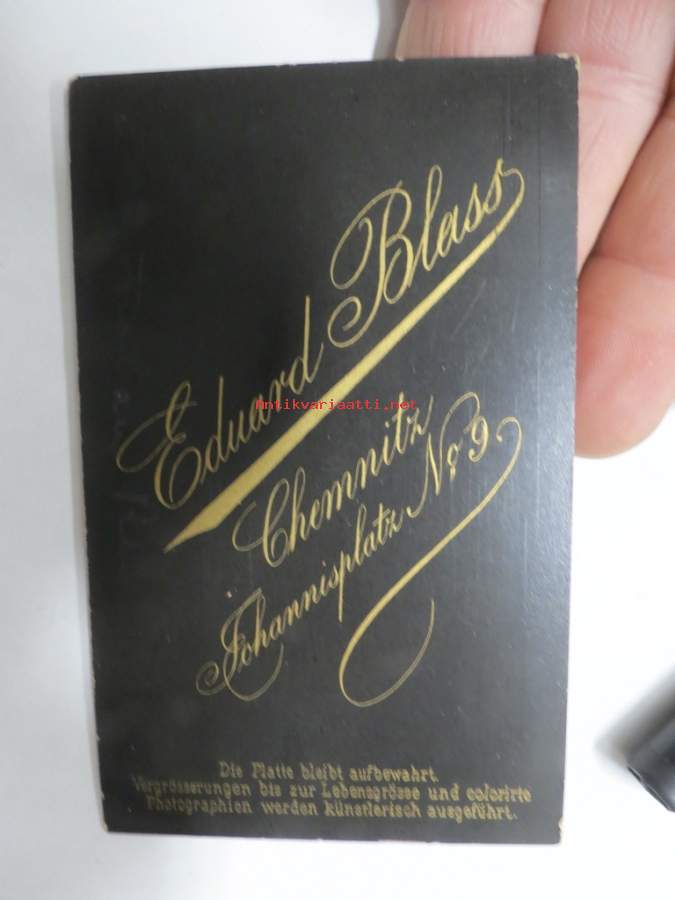 Eduard Blass
Antikvariaatti.net
Chemnitz
Johannisplatz No 9.
Die Platte bleibt aufbewahrt.
Vergrösserungen bis zur Lebensgrösse und colorirte
Photographien werden künstlerisch ausgeführt.